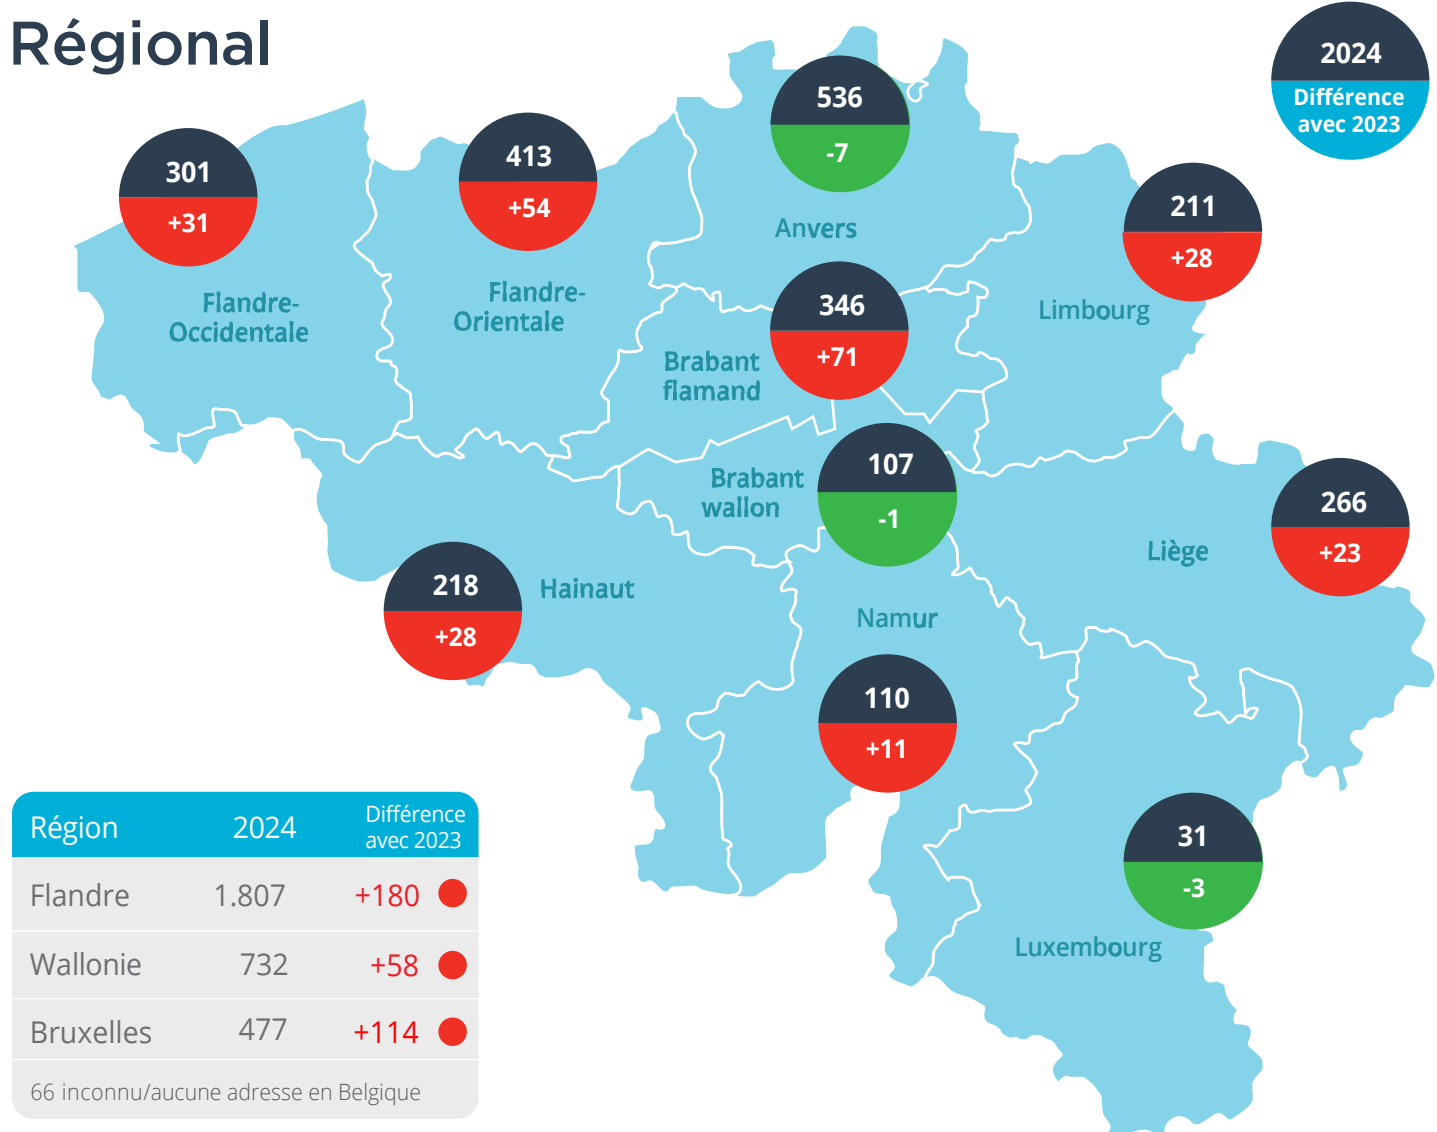 Régional
2024
Différence
avec 2023
536
-7
Anvers
301
+31
Flandre-
Occidentale
413
+54
Flandre-
Orientale
211
+28
Limbourg
346
+71
Brabant
flamand
107
-1
Brabant
wallon
266
+23
Liège
218
+28
Hainaut
Namur
110
+11
31
-3
Luxembourg
Région 2024 Différence
avec 2023
Flandre 1.807 +180
Wallonie 732 +58
Bruxelles 477 +114
66 inconnu/aucune adresse en Belgique